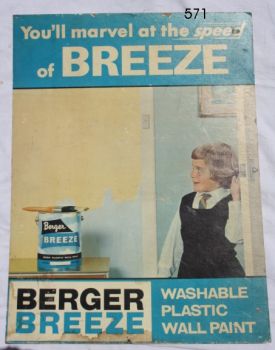 571
You'll marvel at the speed
of BREEZE
Berger
BREEZE
BERGER
BREEZE
WASHABLE
PLASTIC
WALL PAINT